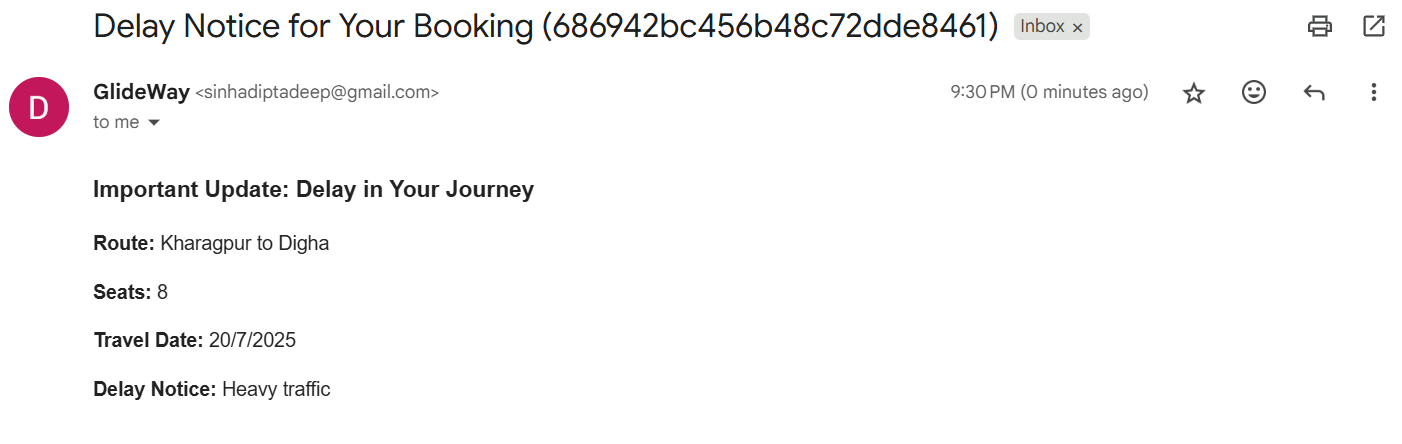 Delay Notice for Your Booking (686942bc456b48c72dde8461) Inbox ×
D
GlideWay <sinhadiptadeep@gmail.com> 9:30 PM (0 minutes ago)
to me
Important Update: Delay in Your Journey
Route: Kharagpur to Digha
Seats: 8
Travel Date: 20/7/2025
Delay Notice: Heavy traffic